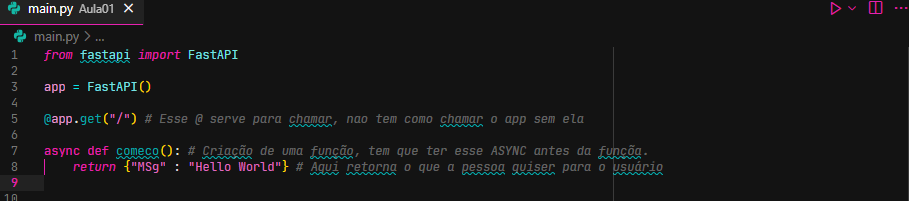 main.py Aula01 ×
main.py > ...
1 from fastapi import FastAPI
2
3 app = FastAPI()
4
5 @app.get("/") # Esse @ serve para chamar, nao tem como chamar o app sem ela
6
7 async def comeco(): # Criação de uma função, tem que ter esse ASYNC antes da funçõa.
8 return {"MSg" : "Hello World"} # Aqui retorna o que a pessoa quiser para o usuário
9
10